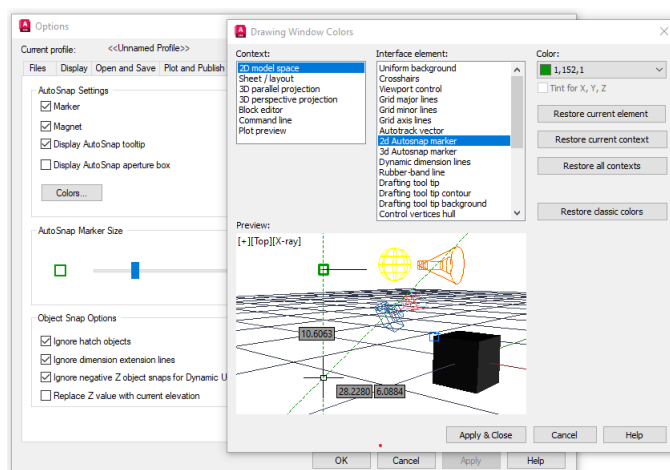 Options
Current profile: <<Unnamed Profile>>
Files Display Open and Save Plot and Publish
AutoSnap Settings
Marker
Magnet
Display AutoSnap tooltip
Display AutoSnap aperture box
Colors...
AutoSnap Marker Size
Object Snap Options
Ignore hatch objects
Ignore dimension extension lines
Ignore negative Z object snaps for Dynamic U
Replace Z value with current elevation
OK Cancel Apply Help
Drawing Window Colors
Context:
2D model space
Sheet / layout
3D parallel projection
3D perspective projection
Block editor
Command line
Plot preview
Interface element:
Uniform background
Crosshairs
Viewport control
Grid major lines
Grid minor lines
Grid axis lines
Autotrack vector
2d Autosnap marker
3d Autosnap marker
Dynamic dimension lines
Rubber-band line
Drafting tool tip
Drafting tool tip contour
Drafting tool tip background
Control vertices hull
Color:
1,152,1
Tint for X, Y, Z
Restore current element
Restore current context
Restore all contexts
Restore classic colors
Preview:
[+][Top][X-ray]
10.6063
28.2280 -6.0884
Apply & Close Cancel Help